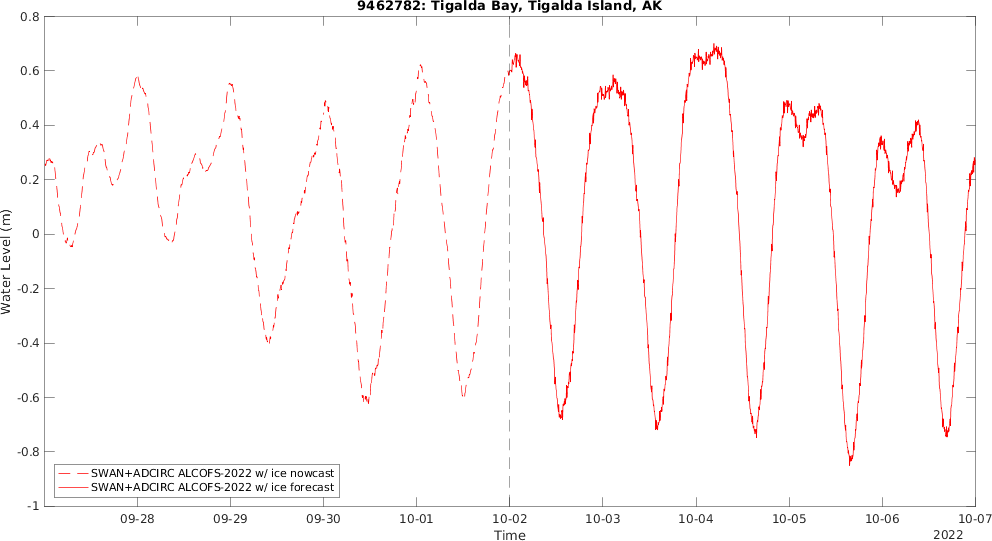 9462782: Tigalda Bay, Tigalda Island, AK
Water Level (m)
0.8
0.6
0.4
0.2
0
-0.2
-0.4
-0.6
-0.8
-1
SWAN+ADCIRC ALCOFS-2022 w/ ice nowcast
SWAN+ADCIRC ALCOFS-2022 w/ ice forecast
09-28 09-29 09-30 10-01 10-02 10-03 10-04 10-05 10-06 10-07
Time
2022